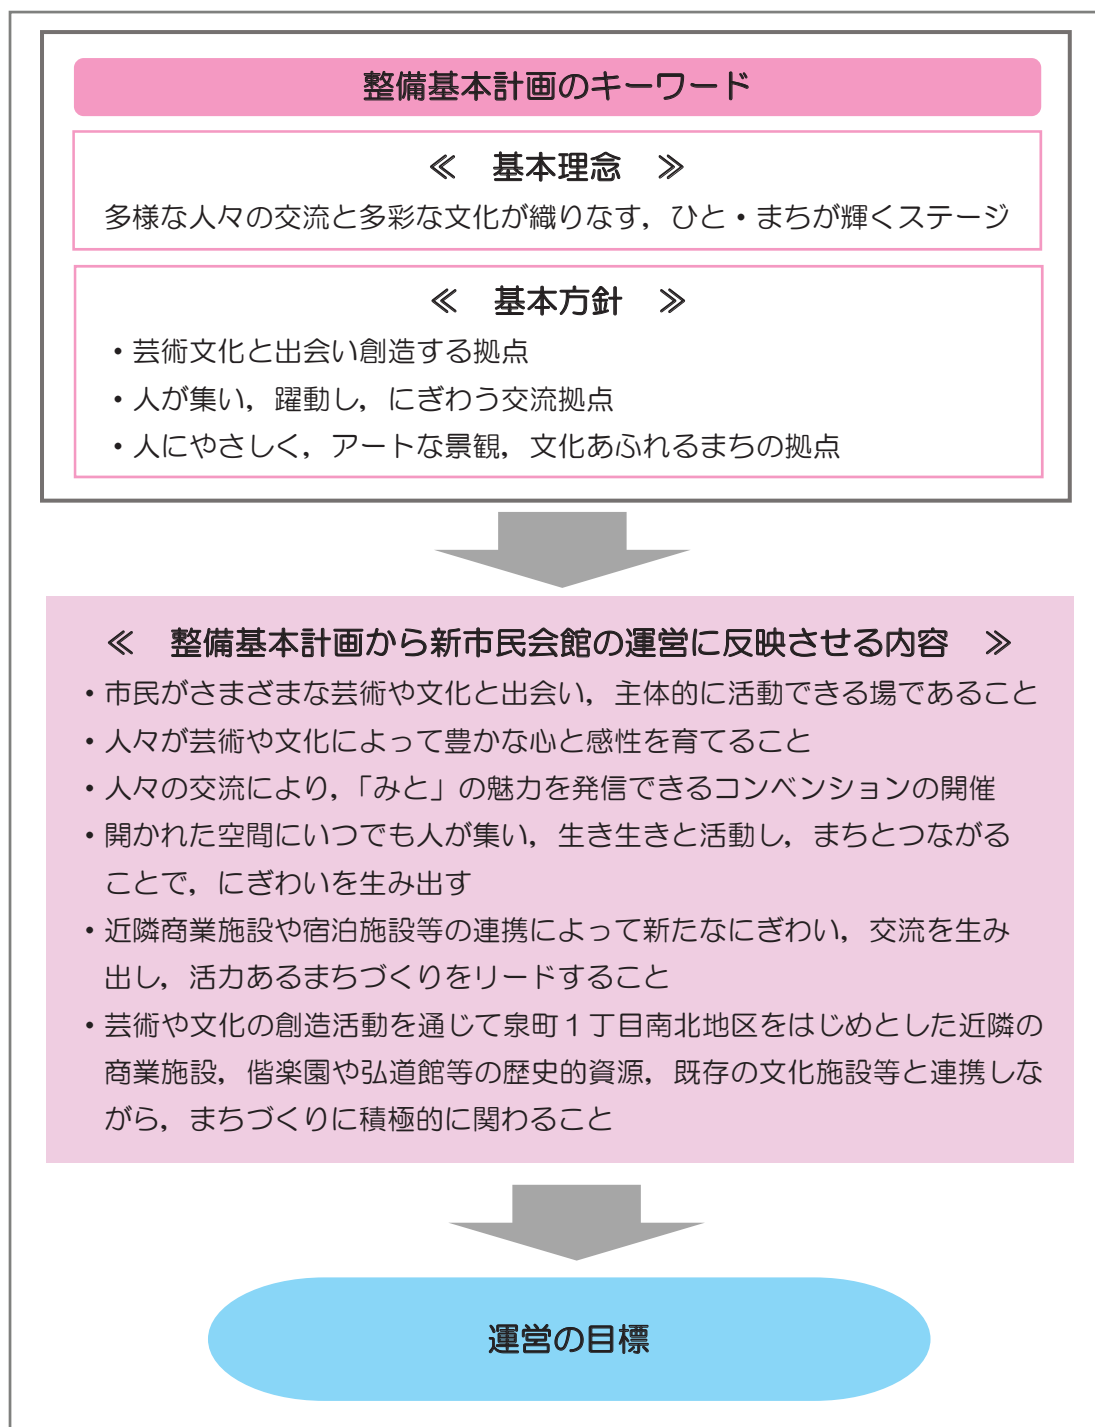 整備基本計画のキーワード
≪　基本理念　≫
多様な人々の交流と多彩な文化が織りなす，ひと・まちが輝くステージ
≪　基本方針　≫
・芸術文化と出会い創造する拠点
・人が集い，躍動し，にぎわう交流拠点
・人にやさしく，アートな景観，文化あふれるまちの拠点
≪　整備基本計画から新市民会館の運営に反映させる内容　≫
・市民がさまざまな芸術や文化と出会い，主体的に活動できる場であること
・人々が芸術や文化によって豊かな心と感性を育てること
・人々の交流により，「みと」の魅力を発信できるコンベンションの開催
・開かれた空間にいつでも人が集い，生き生きと活動し，まちとつながる
ことで，にぎわいを生み出す
・近隣商業施設や宿泊施設等の連携によって新たなにぎわい，交流を生み
出し，活力あるまちづくりをリードすること
・芸術や文化の創造活動を通じて泉町１丁目南北地区をはじめとした近隣の
商業施設，偕楽園や弘道館等の歴史的資源，既存の文化施設等と連携しな
がら，まちづくりに積極的に関わること
運営の目標